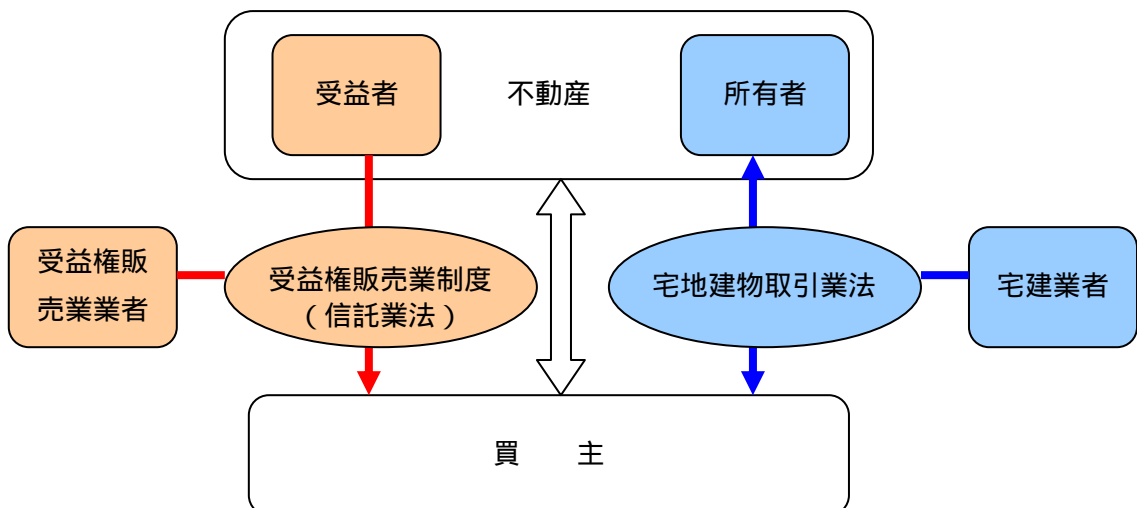 受益者
不動産
所有者
受益権販
売業業者
受益権販売業制度
(信託業法)
宅地建物取引業法
宅建業者
買　　主